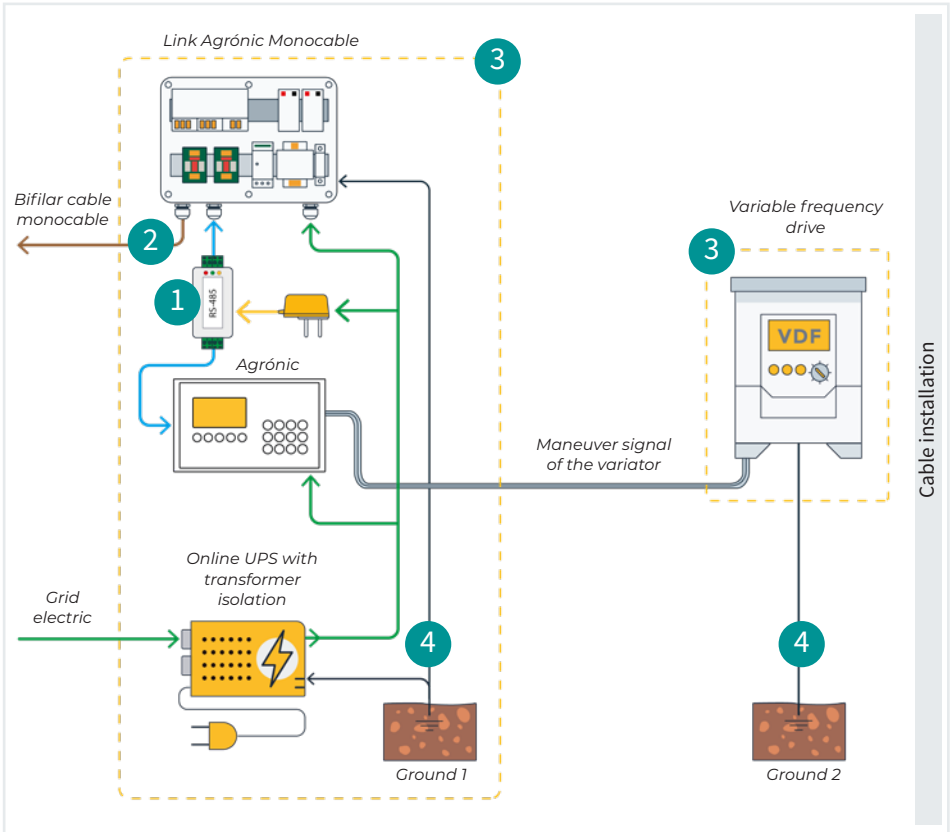 Link Agrónic Monocable
3
Bifilar cable
monocable
2
Variable frequency
drive
3
1
RS-485
VDF
Agrónic
Maneuver signal
of the variator
Cable installation
Online UPS with
transformer
isolation
Grid
electric
4
4
Ground 1
Ground 2